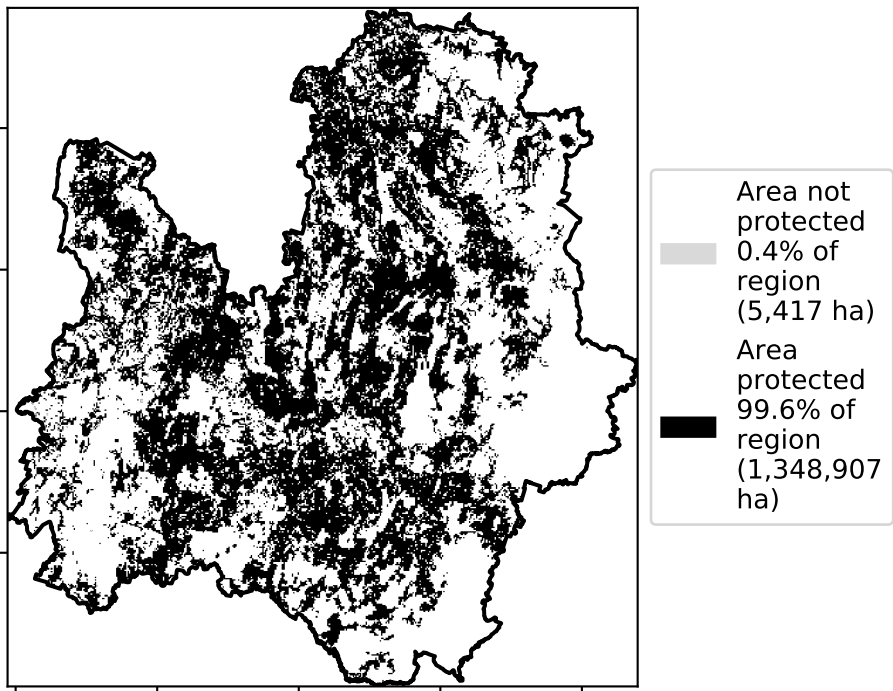 Area not
protected
0.4% of
region
(5,417 ha)
Area
protected
99.6% of
region
(1,348,907
ha)